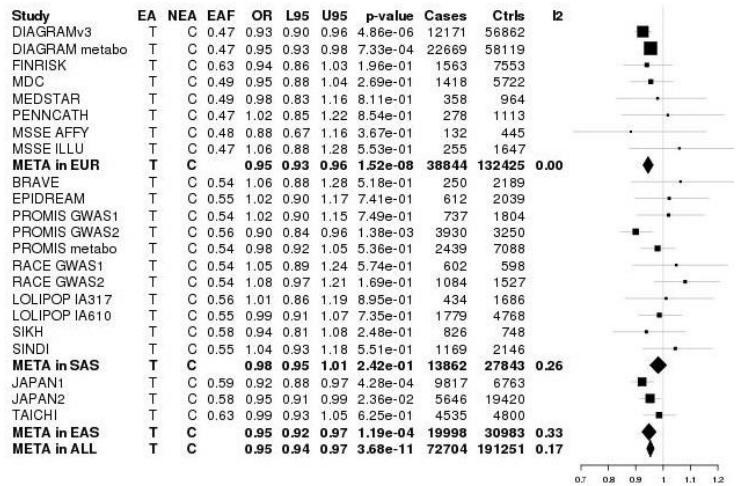 Study EA NEA EAF OR L95 U95 p-value Cases Ctrls I2
DIAGRAMv3 T C 0.47 0.93 0.90 0.96 4.86e-06 12171 56862
DIAGRAM metabo T C 0.47 0.95 0.93 0.98 7.33e-04 22669 58119
FINRISK T C 0.63 0.94 0.86 1.03 1.96e-01 1563 7553
MDC T C 0.49 0.95 0.88 1.04 2.69e-01 1418 5722
MEDSTAR T C 0.49 0.98 0.83 1.16 8.11e-01 358 964
PENNCATH T C 0.47 1.02 0.85 1.22 8.54e-01 278 1113
MSSE AFFY T C 0.48 0.88 0.67 1.16 3.67e-01 132 445
MSSE ILLU T C 0.47 1.06 0.88 1.28 5.53e-01 255 1647
META in EUR T C 0.95 0.93 0.96 1.52e-08 38844 132425 0.00
BRAVE T C 0.54 1.06 0.88 1.28 5.18e-01 250 2189
EPIDREAM T C 0.55 1.02 0.90 1.17 7.41e-01 612 2039
PROMIS GWAS1 T C 0.54 1.02 0.90 1.15 7.49e-01 737 1804
PROMIS GWAS2 T C 0.56 0.90 0.84 0.96 1.38e-03 3930 3250
PROMIS metabo T C 0.54 0.98 0.92 1.05 5.36e-01 2439 7088
RACE GWAS1 T C 0.54 1.05 0.89 1.24 5.74e-01 602 598
RACE GWAS2 T C 0.54 1.08 0.97 1.21 1.69e-01 1084 1527
LOLIPOP IA317 T C 0.56 1.01 0.86 1.19 8.95e-01 434 1686
LOLIPOP IA610 T C 0.55 0.99 0.91 1.07 7.35e-01 1779 4768
SIKH T C 0.58 0.94 0.81 1.08 2.48e-01 826 748
SINDI T C 0.55 1.04 0.93 1.18 5.51e-01 1169 2146
META in SAS T C 0.98 0.95 1.01 2.42e-01 13862 27843 0.26
JAPAN1 T C 0.59 0.92 0.88 0.97 4.28e-04 9817 6763
JAPAN2 T C 0.58 0.95 0.91 0.99 2.36e-02 5646 19420
TAICHI T C 0.63 0.99 0.93 1.05 6.25e-01 4535 4800
META in EAS T C 0.95 0.92 0.97 1.19e-04 19998 30983 0.33
META in ALL T C 0.95 0.94 0.97 3.68e-11 72704 191251 0.17
0.7 0.8 0.9 1 1.1 1.2